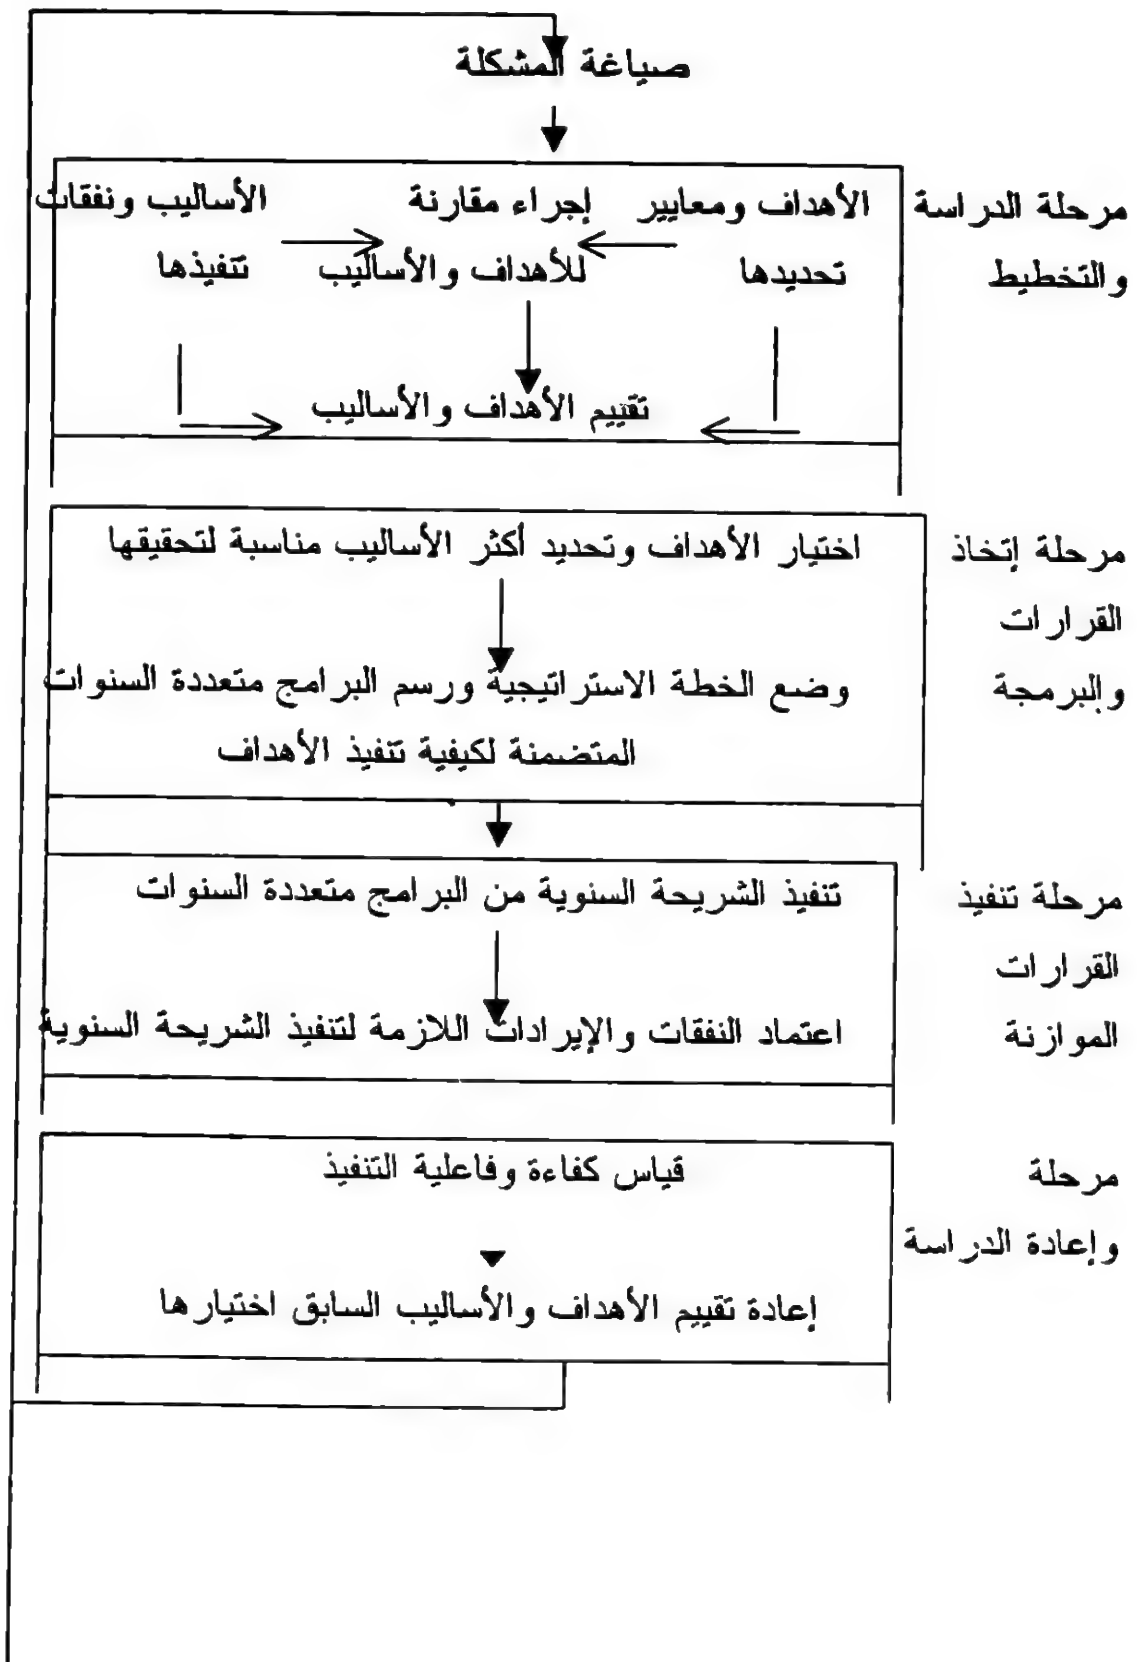 صياغة المشكلة
مرحلة الدراسة
والتخطيط
الأهداف ومعايير
تحديدها
إجراء مقارنة
للأهداف والأساليب
الأساليب ونفقات
تنفيذها
تقييم الأهداف والأساليب
مرحلة إتخاذ
القرارات
والبرمجة
اختيار الأهداف وتحديد أكثر الأساليب مناسبة لتحقيقها
وضع الخطة الاستراتيجية ورسم البرامج متعددة السنوات
المتضمنة لكيفية تنفيذ الأهداف
مرحلة تنفيذ
القرارات
الموازنة
تنفيذ الشريحة السنوية من البرامج متعددة السنوات
اعتماد النفقات والإيرادات اللازمة لتنفيذ الشريحة السنوية
مرحلة
وإعادة الدراسة
قياس كفاءة وفاعلية التنفيذ
إعادة تقييم الأهداف والأساليب السابق اختيارها